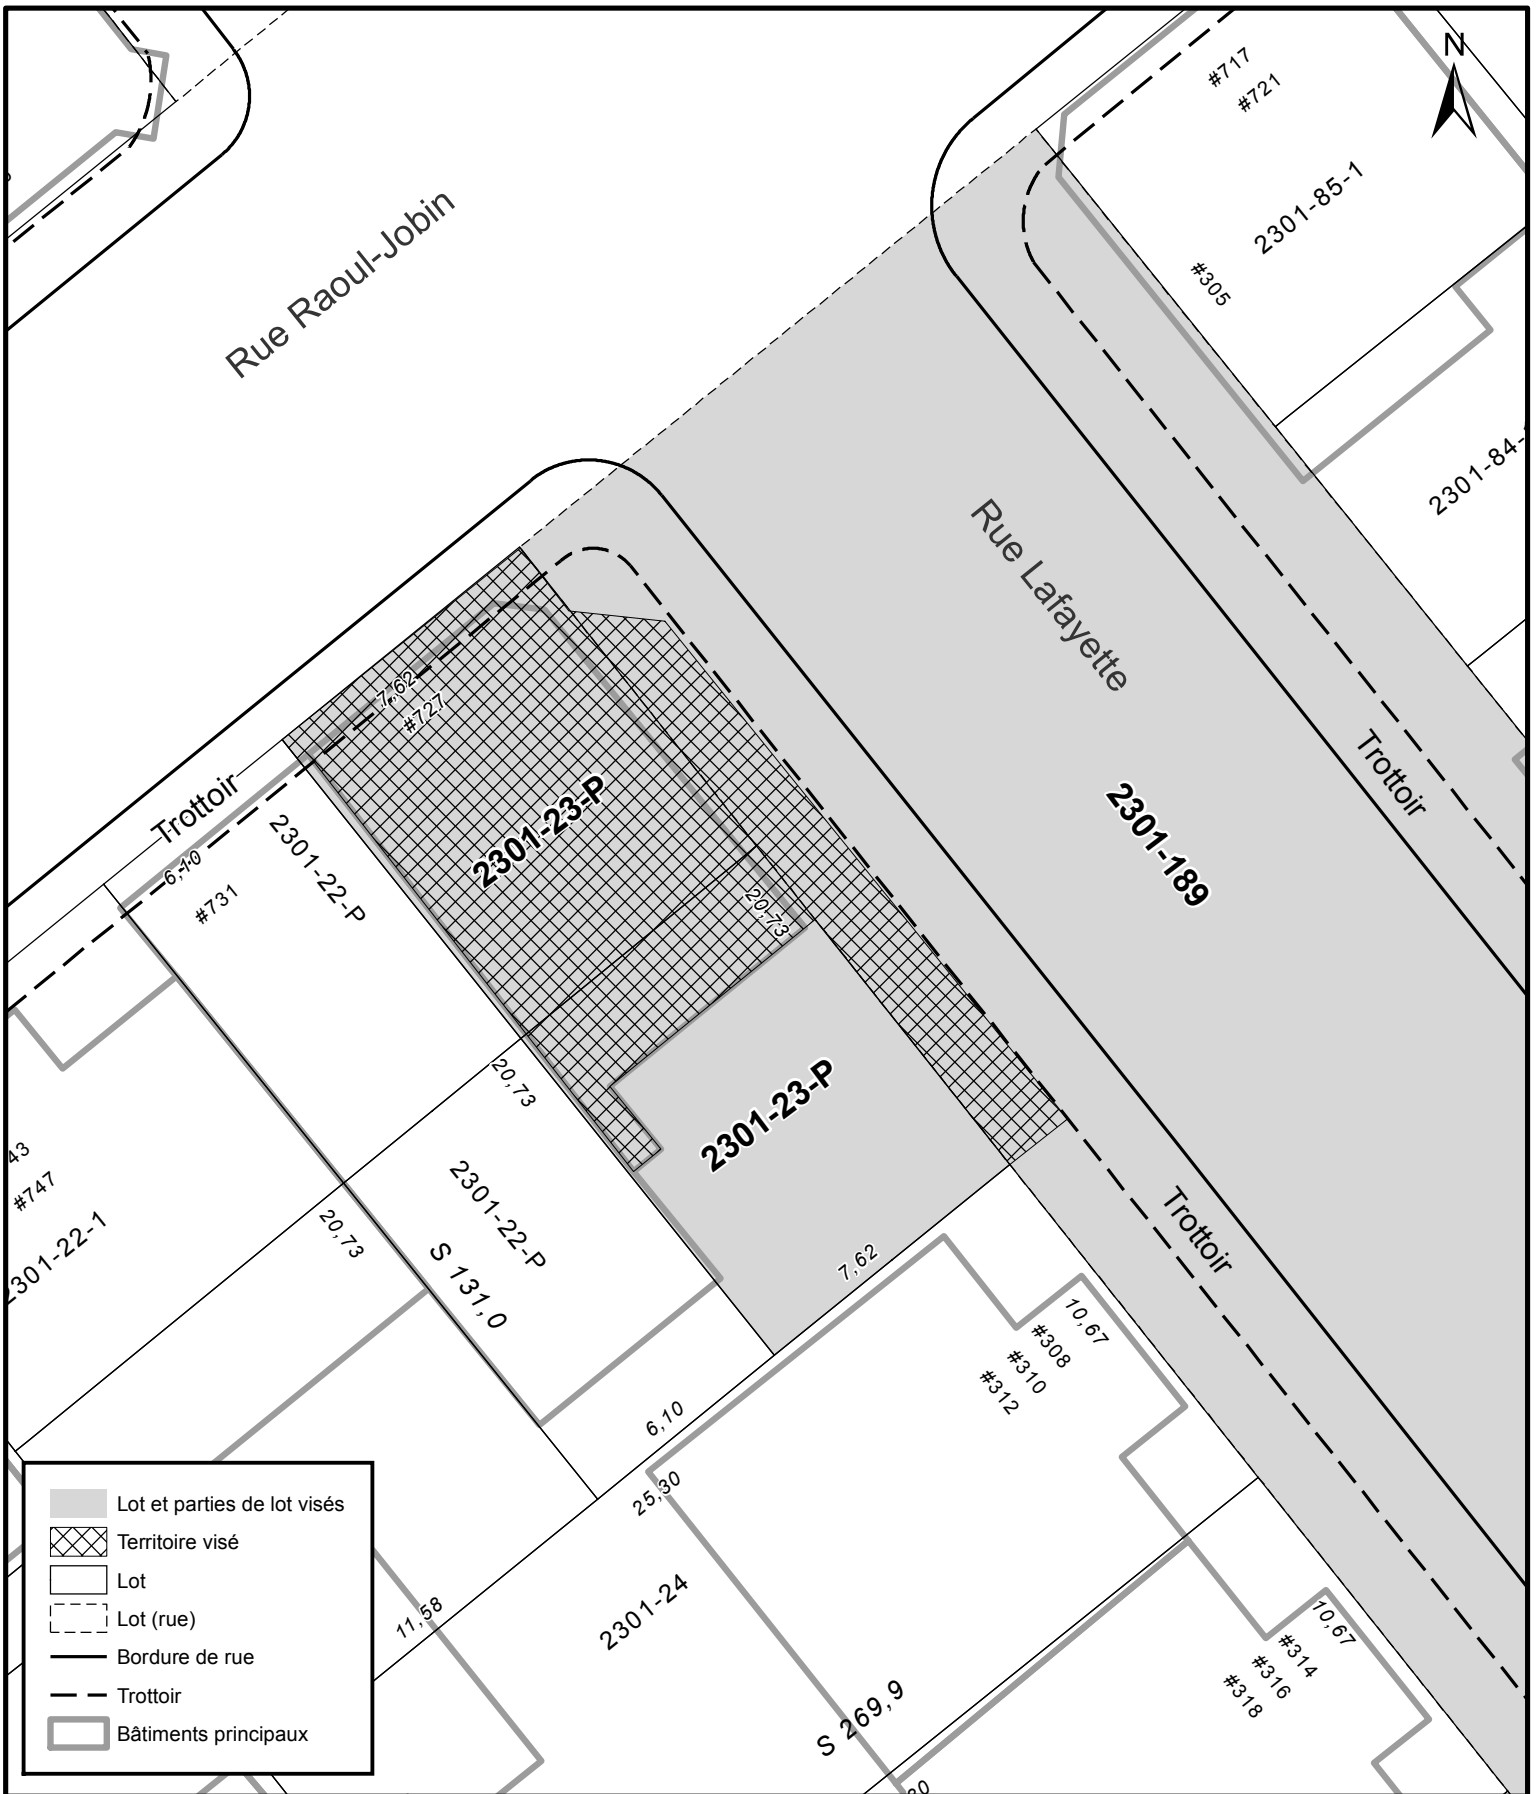 N
#717
#721
2301-85-1
#305
Rue Raoul-Jobin
2301-84-
Rue Lafayette
7,62
#727
Trottoir
Trottoir
2301-23-P
2301-189
2301-22-P
6,10
#731
20,73
20,73
2301-23-P
43
#747
2301-22-1
2301-22-P
20,73
S 131,0
Trottoir
7,62
10,67
#308
#310
#312
6,10
25,30
11,58
2301-24
10,67
#314
#316
#318
S 269,9
30
Lot et parties de lot visés
Territoire visé
Lot
Lot (rue)
Bordure de rue
Trottoir
Bâtiments principaux